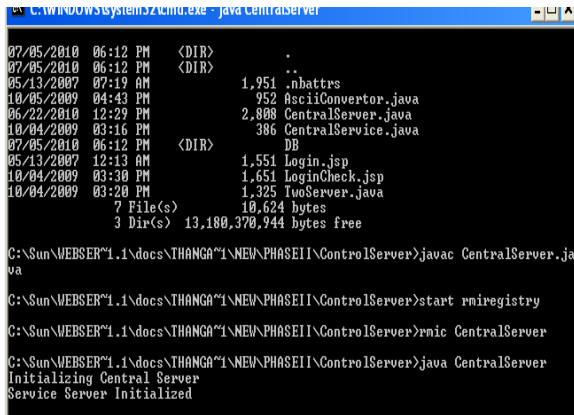 C:\WINDOWS\system32\cmd.exe - java CentralServer
07/05/2010 06:12 PM <DIR> .
07/05/2010 06:12 PM <DIR> ..
05/13/2007 07:19 AM 1,951 .nbattrs
10/05/2009 04:43 PM 952 AsciiConvertor.java
06/22/2010 12:29 PM 2,808 CentralServer.java
10/04/2009 03:16 PM 386 CentralService.java
07/05/2010 06:12 PM <DIR> DB
05/13/2007 12:13 AM 1,551 Login.jsp
10/04/2009 03:30 PM 1,651 LoginCheck.jsp
10/04/2009 03:20 PM 1,325 TwoServer.java
7 File(s) 10,624 bytes
3 Dir(s) 13,180,370,944 bytes free
C:\Sun\WEBSER~1.1\docs\THANGA~1\NEW\PHASEII\ControlServer>javac CentralServer.ja
va
C:\Sun\WEBSER~1.1\docs\THANGA~1\NEW\PHASEII\ControlServer>start rmiregistry
C:\Sun\WEBSER~1.1\docs\THANGA~1\NEW\PHASEII\ControlServer>rmic CentralServer
C:\Sun\WEBSER~1.1\docs\THANGA~1\NEW\PHASEII\ControlServer>java CentralServer
Initializing Central Server
Service Server Initialized